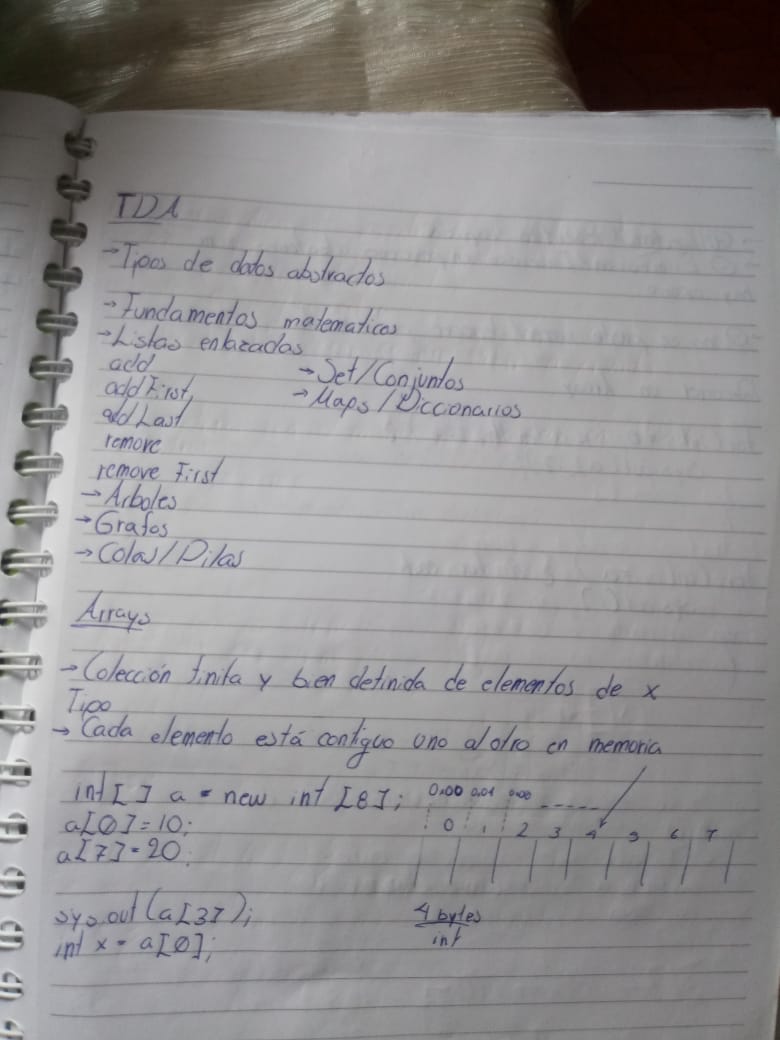 TDA
→Tipos de datos abstractos
→Fundamentos matematicos
→Listas enlazadas
add →Set/Conjuntos
addFirst →Maps/Diccionarios
addLast
remove
remove First
→Arboles
→Grafos
→Colas/Pilas
Arrays
→Colección finita y bien definida de elementos de x
Tipo
→Cada elemento está contiguo uno al otro en memoria
int[ ] a = new int [8]; 0x00 0x04 -----
a[0]=10; 0 1 2 3 4 5 6 7
a[7]=20;
sys.out(a[3]); 4 bytes
int x = a[0]; int